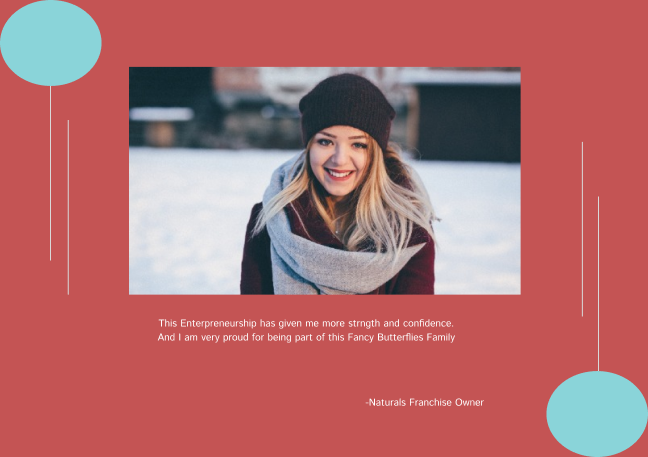 This Enterpreneurship has given me more strngth and confidence.
And I am very proud for being part of this Fancy Butterflies Family
-Naturals Franchise Owner